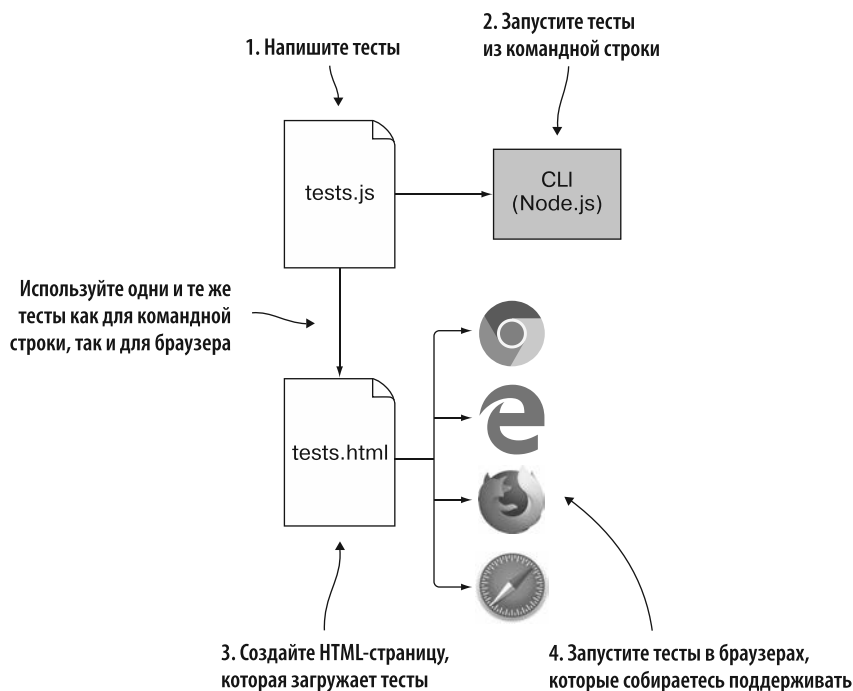 1. Напишите тесты
2. Запустите тесты
из командной строки
tests.js
CLI
(Node.js)
Используйте одни и те же
тесты как для командной
строки, так и для браузера
tests.html
3. Создайте HTML-страницу,
которая загружает тесты
4. Запустите тесты в браузерах,
которые собираетесь поддерживать